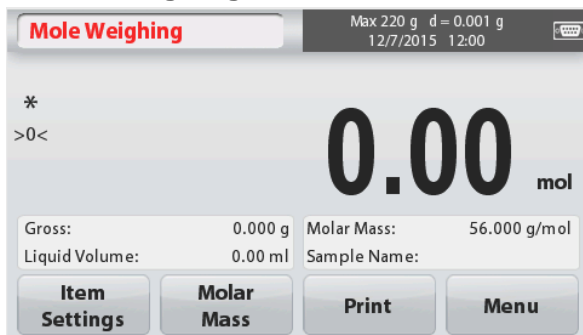 Mole Weighing
Max 220 g d = 0.001 g
12/7/2015 12:00
*
>0<
0.00 mol
Gross: 0.000 g Molar Mass: 56.000 g/mol
Liquid Volume: 0.00 ml Sample Name:
Item Settings
Molar Mass
Print
Menu